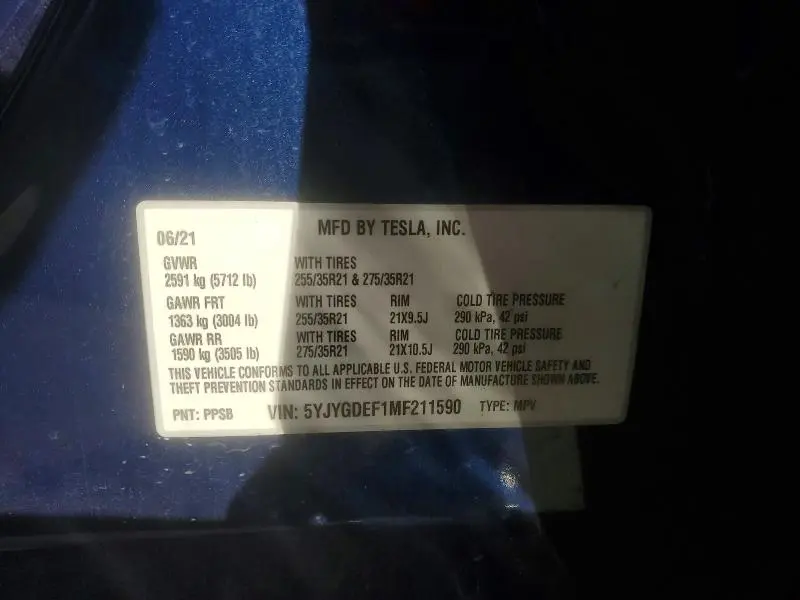 MFD BY TESLA, INC.
06/21
GVWR WITH TIRES
2591 kg (5712 lb) 255/35R21 & 275/35R21
GAWR FRT WITH TIRES RIM COLD TIRE PRESSURE
1363 kg (3004 lb) 255/35R21 21X9.5J 290 kPa, 42 psi
GAWR RR WITH TIRES RIM COLD TIRE PRESSURE
1590 kg (3505 lb) 275/35R21 21X10.5J 290 kPa, 42 psi
THIS VEHICLE CONFORMS TO ALL APPLICABLE U.S. FEDERAL MOTOR VEHICLE SAFETY AND
THEFT PREVENTION STANDARDS IN EFFECT ON THE DATE OF MANUFACTURE SHOWN ABOVE.
PNT: PPSB VIN: 5YJYGDEF1MF211590 TYPE: MPV